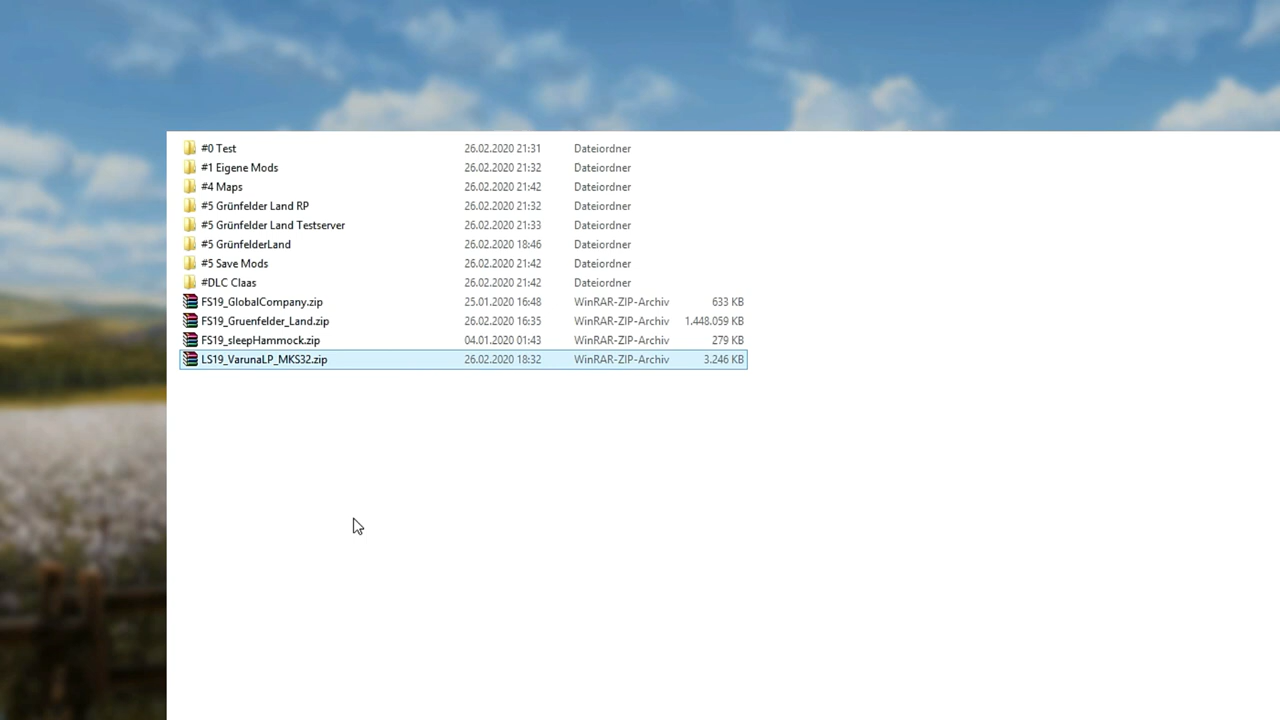 #0 Test 26.02.2020 21:31 Dateiordner
#1 Eigene Mods 26.02.2020 21:32 Dateiordner
#4 Maps 26.02.2020 21:42 Dateiordner
#5 Grünfelder Land RP 26.02.2020 21:32 Dateiordner
#5 Grünfelder Land Testserver 26.02.2020 21:33 Dateiordner
#5 GrünfelderLand 26.02.2020 18:46 Dateiordner
#5 Save Mods 26.02.2020 21:42 Dateiordner
#DLC Claas 26.02.2020 21:42 Dateiordner
FS19_GlobalCompany.zip 25.01.2020 16:48 WinRAR-ZIP-Archiv 633 KB
FS19_Gruenfelder_Land.zip 26.02.2020 16:35 WinRAR-ZIP-Archiv 1.448.059 KB
FS19_sleepHammock.zip 04.01.2020 01:43 WinRAR-ZIP-Archiv 279 KB
LS19_VarunaLP_MKS32.zip 26.02.2020 18:32 WinRAR-ZIP-Archiv 3.246 KB